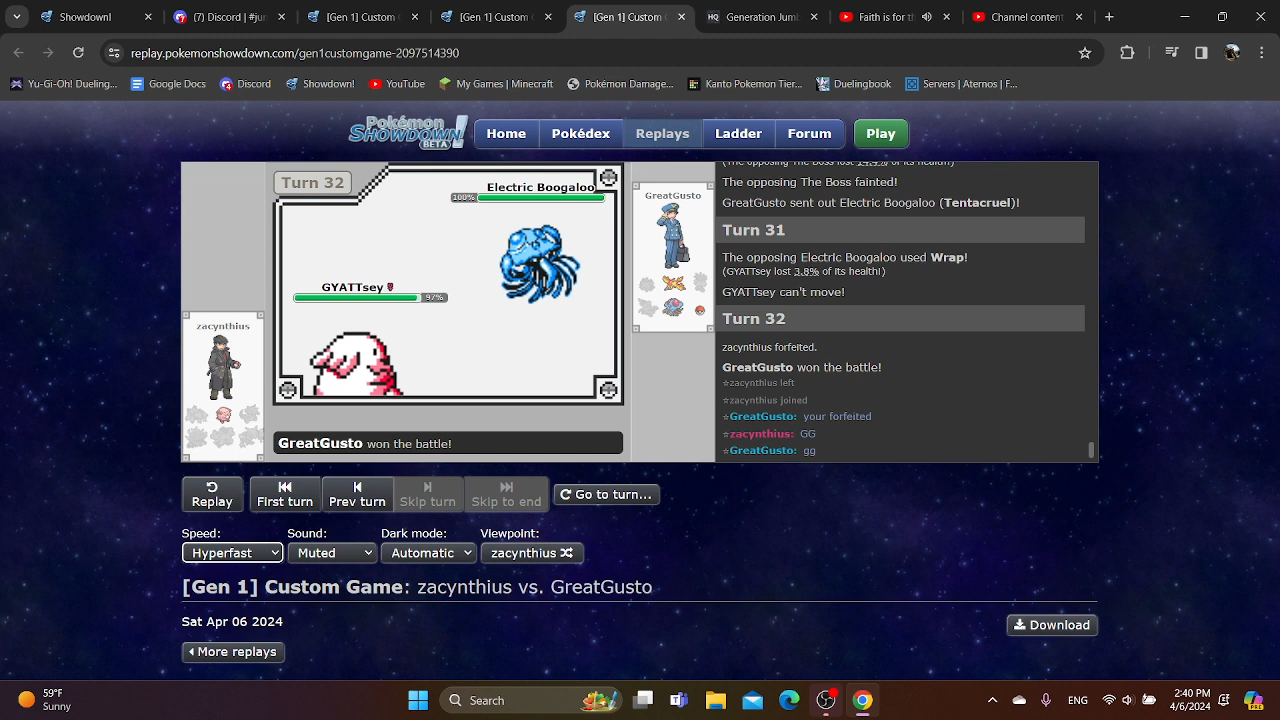 Showdown!
(7) Discord | #jun
[Gen 1] Custom G
[Gen 1] Custom G
[Gen 1] Custom G
HQ Generation Juml
Faith is for th
Channel content
replay.pokemonshowdown.com/gen1customgame-2097514390
Yu-Gi-Oh! Dueling... Google Docs Discord Showdown! YouTube My Games | Minecraft Pokémon Damage... Kanto Pokemon Tier... Duelingbook Servers | Aternos | F...
Pokémon SHOWDOWN! BETA
Home Pokédex Replays Ladder Forum Play
Turn 32
Electric Boogaloo
100%
GYATTsey
97%
zacynthius
GreatGusto won the battle!
GreatGusto
The opposing The Boss fainted!
GreatGusto sent out Electric Boogaloo (Tentacruel)!
Turn 31
The opposing Electric Boogaloo used Wrap!
(GYATTsey lost 3.8% of its health!)
GYATTsey can't move!
Turn 32
zacynthius forfeited.
GreatGusto won the battle!
☆zacynthius left
☆zacynthius joined
☆GreatGusto: your forfeited
☆zacynthius: GG
☆GreatGusto: gg
Replay First turn Prev turn Skip turn Skip to end Go to turn...
Speed: Sound: Dark mode: Viewpoint:
Hyperfast Muted Automatic zacynthius
[Gen 1] Custom Game: zacynthius vs. GreatGusto
Sat Apr 06 2024
Download
More replays
59°F
Sunny
Search
ENG
2:40 PM
4/6/2024
PRE